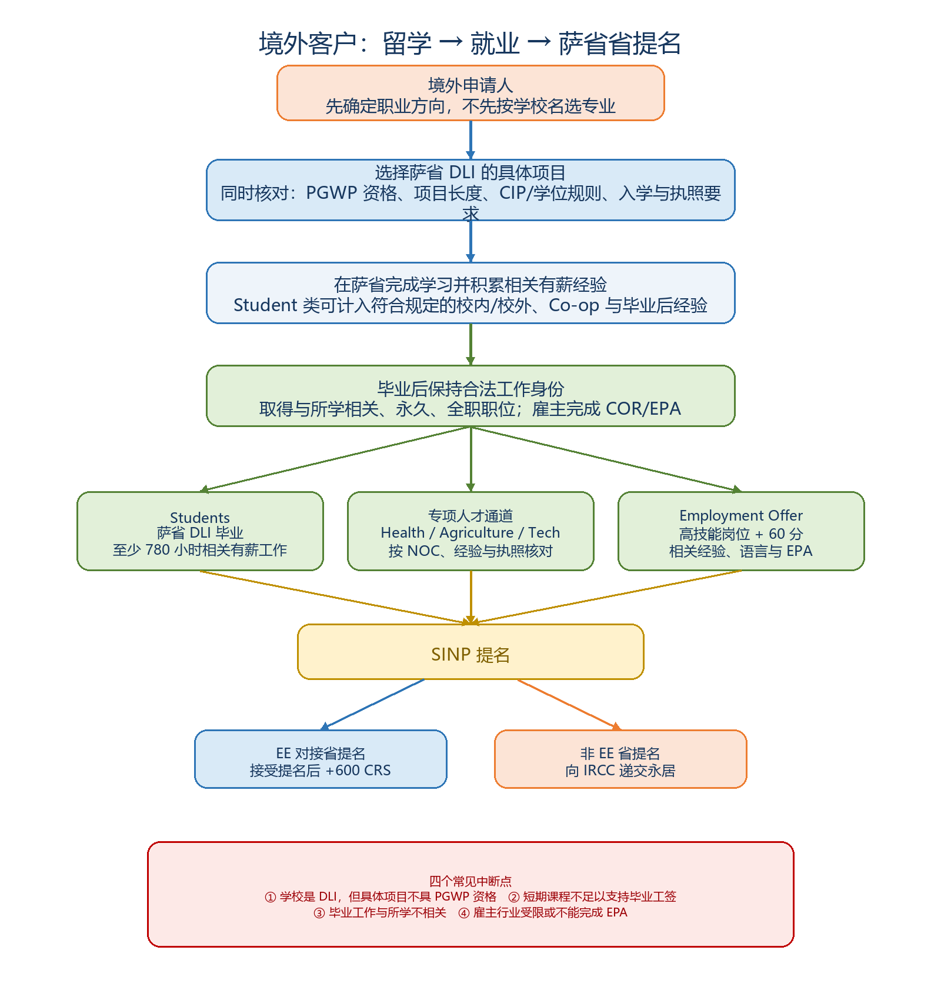 境外客户：留学 → 就业 → 萨省省提名
境外申请人
先确定职业方向，不先按学校名选专业
选择萨省 DLI 的具体项目
同时核对：PGWP 资格、项目长度、CIP/学位规则、入学与执照要
求
在萨省完成学习并积累相关有薪经验
Student 类可计入符合规定的校内/校外、Co-op 与毕业后经验
毕业后保持合法工作身份
取得与所学相关、永久、全职职位；雇主完成 COR/EPA
Students
萨省 DLI 毕业
至少 780 小时相关有薪工作
专项人才通道
Health / Agriculture / Tech
按 NOC、经验与执照核对
Employment Offer
高技能岗位 + 60 分
相关经验、语言与 EPA
SINP 提名
EE 对接省提名
接受提名后 +600 CRS
非 EE 省提名
向 IRCC 递交永居
四个常见中断点
① 学校是 DLI，但具体项目不具 PGWP 资格　② 短期课程不足以支持毕业工签
③ 毕业工作与所学不相关　④ 雇主行业受限或不能完成 EPA